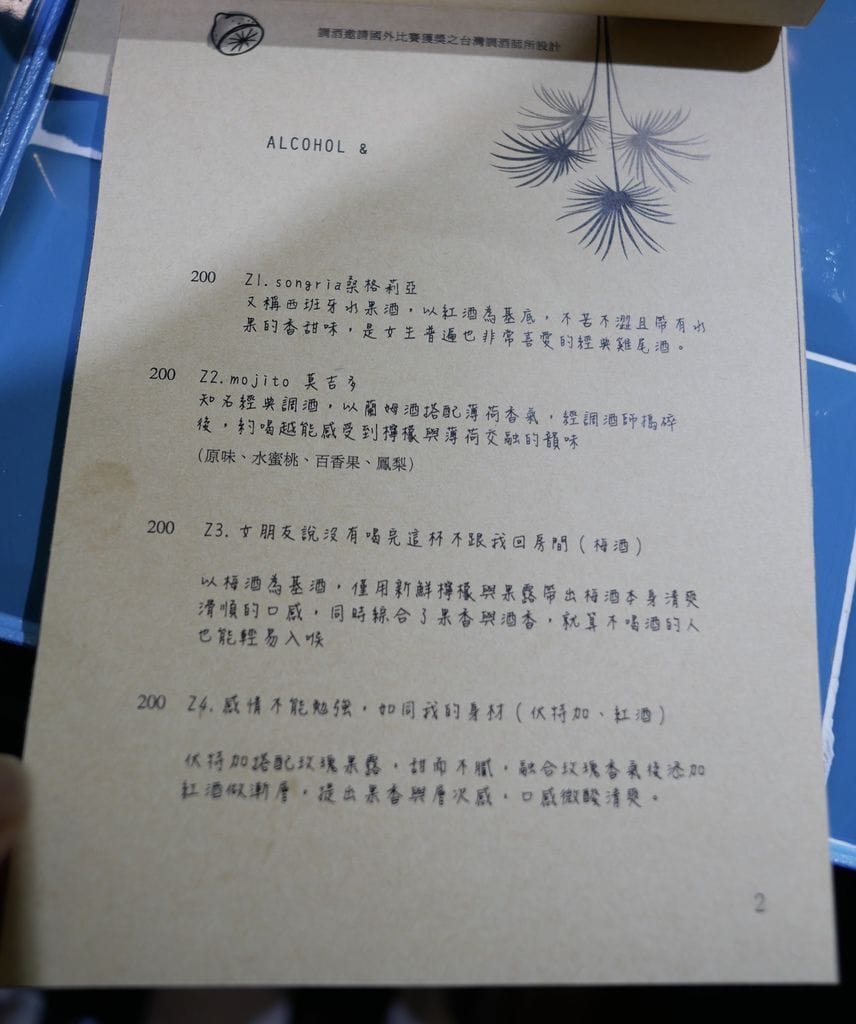 調酒邀請國外比賽獲獎之台灣調酒師所設計
ALCOHOL &
200 Z1. songria桑格莉亞
又稱西班牙水果酒，以紅酒為基底，不苦不澀且帶有水
果的香甜味，是女生普遍也非常喜愛的經典雞尾酒。
200 Z2. mojito 莫吉多
知名經典調酒，以蘭姆酒搭配薄荷香氣，經調酒師搗碎
後，約喝越能感受到檸檬與薄荷交融的韻味
（原味、水蜜桃、百香果、鳳梨）
200 Z3. 女朋友說沒有喝完這杯不跟我回房間（梅酒）
以梅酒為基酒，僅用新鮮檸檬與果露帶出梅酒本身清爽
滑順的口感，同時綜合了果香與酒香，就算不喝酒的人
也能輕易入喉
200 Z4. 感情不能勉強，如同我的身材（伏特加、紅酒）
伏特加搭配玫瑰果露，甜而不膩，融合玫瑰香氣後添加
紅酒做漸層，提出果香與層次感，口感微酸清爽。
2